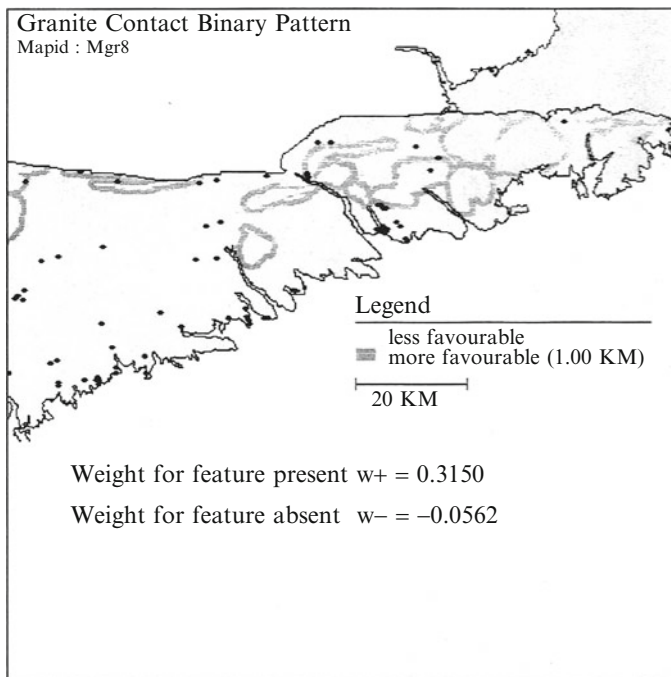 Granite Contact Binary Pattern
Mapid : Mgr8
Legend
less favourable
more favourable (1.00 KM)
20 KM
Weight for feature present w+ = 0.3150
Weight for feature absent w− = −0.0562